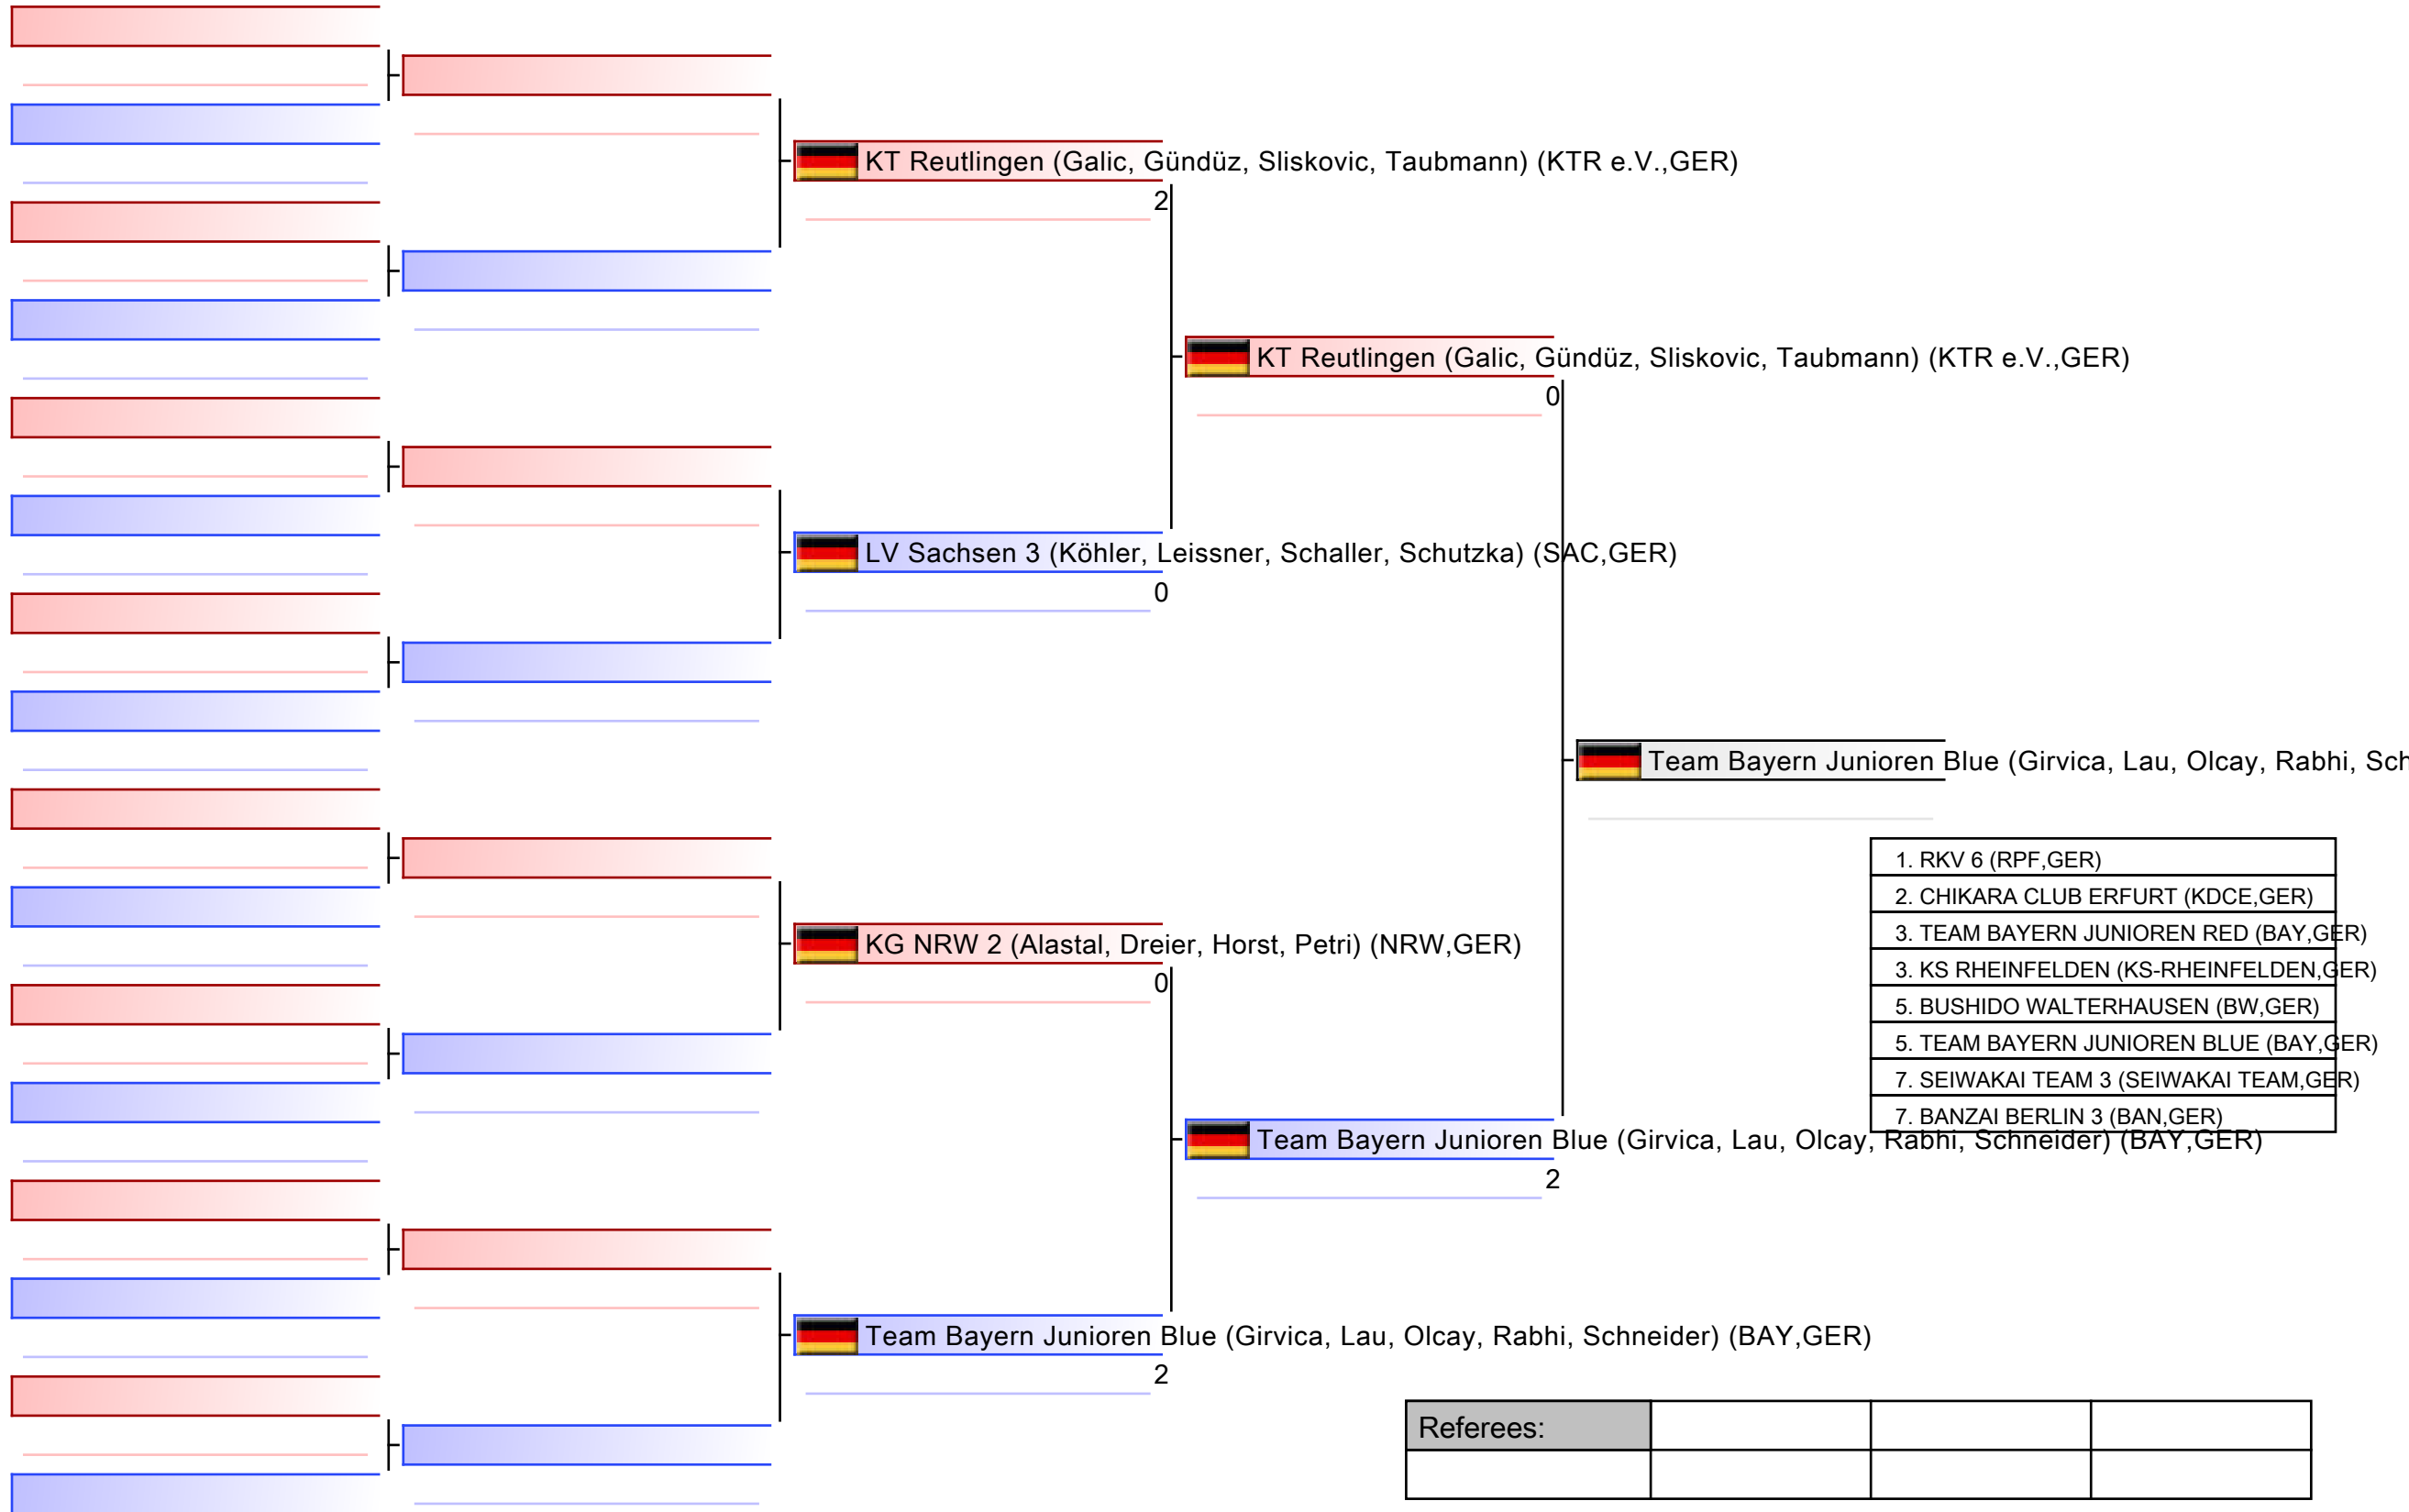 KT Reutlingen (Galic, Gündüz, Sliskovic, Taubmann) (KTR e.V.,GER)
2
KT Reutlingen (Galic, Gündüz, Sliskovic, Taubmann) (KTR e.V.,GER)
0
LV Sachsen 3 (Köhler, Leissner, Schaller, Schutzka) (SAC,GER)
0
Team Bayern Junioren Blue (Girvica, Lau, Olcay, Rabhi, Sch
1. RKV 6 (RPF,GER)
2. CHIKARA CLUB ERFURT (KDCE,GER)
3. TEAM BAYERN JUNIOREN RED (BAY,GER)
3. KS RHEINFELDEN (KS-RHEINFELDEN,GER)
5. BUSHIDO WALTERHAUSEN (BW,GER)
5. TEAM BAYERN JUNIOREN BLUE (BAY,GER)
7. SEIWAKAI TEAM 3 (SEIWAKAI TEAM,GER)
7. BANZAI BERLIN 3 (BAN,GER)
KG NRW 2 (Alastal, Dreier, Horst, Petri) (NRW,GER)
0
Team Bayern Junioren Blue (Girvica, Lau, Olcay, Rabhi, Schneider) (BAY,GER)
2
Team Bayern Junioren Blue (Girvica, Lau, Olcay, Rabhi, Schneider) (BAY,GER)
2
Referees: